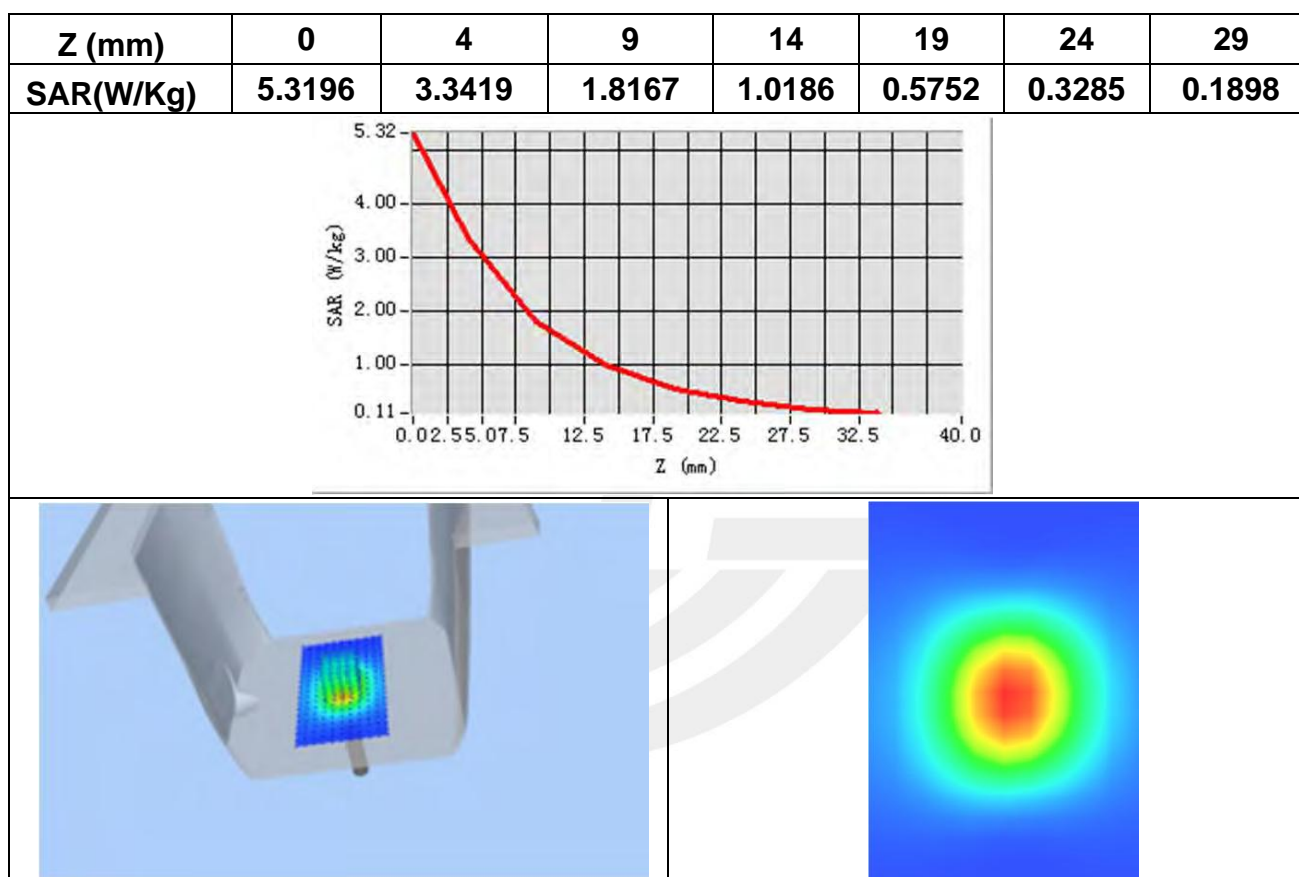 Z (mm) 0 4 9 14 19 24 29
SAR(W/Kg) 5.3196 3.3419 1.8167 1.0186 0.5752 0.3285 0.1898
5.32
4.00
3.00
2.00
1.00
0.11
SAR (W/kg)
0.0 2.5 5.0 7.5 12.5 17.5 22.5 27.5 32.5 40.0
Z (mm)